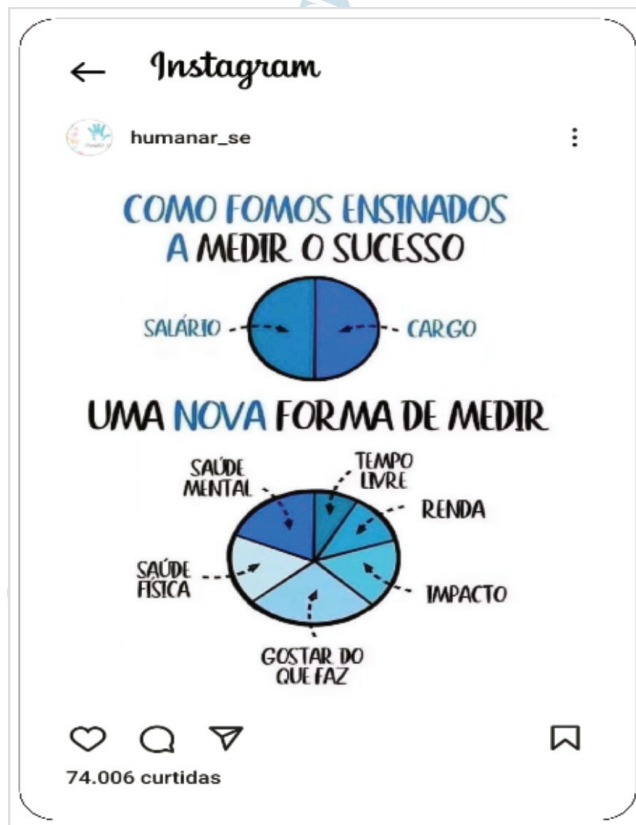 Instagram
humanar_se
COMO FOMOS ENSINADOS
A MEDIR O SUCESSO
SALÁRIO
CARGO
UMA NOVA FORMA DE MEDIR
SAÚDE
MENTAL
TEMPO
LIVRE
RENDA
SAÚDE
FÍSICA
IMPACTO
GOSTAR DO
QUE FAZ
74.006 curtidas